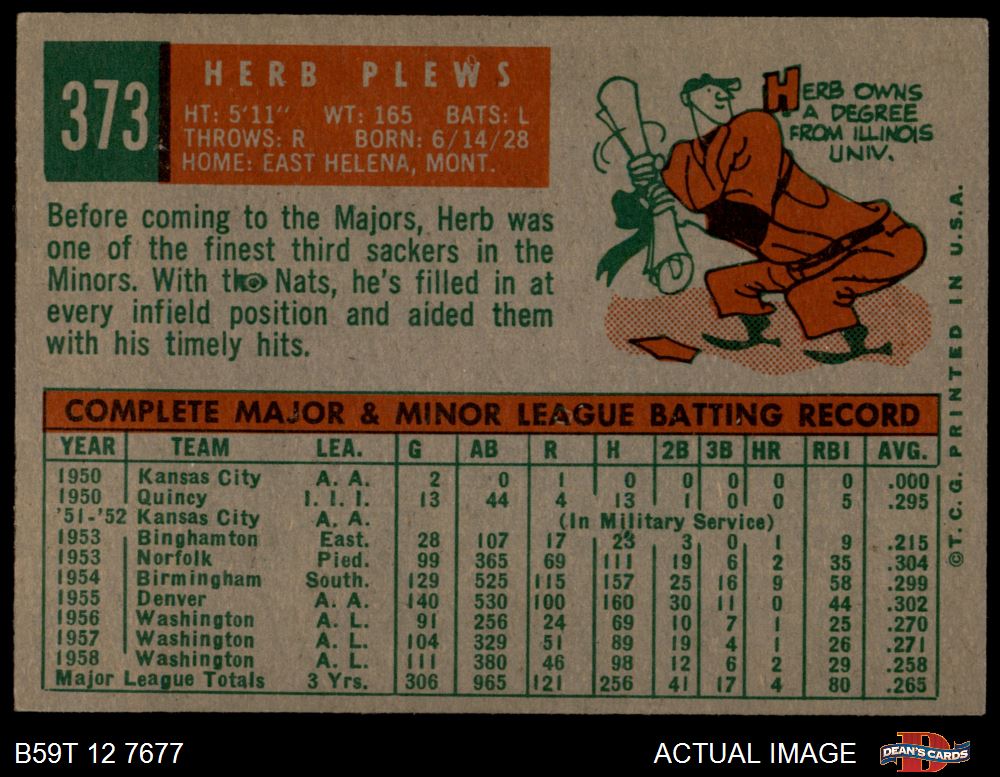 373
HERB PLEWS
HT: 5'11" WT: 165 BATS: L
THROWS: R BORN: 6/14/28
HOME: EAST HELENA, MONT.
HERB OWNS
A DEGREE
FROM ILLINOIS
UNIV.
Before coming to the Majors, Herb was
one of the finest third sackers in the
Minors. With the Nats, he's filled in at
every infield position and aided them
with his timely hits.
COMPLETE MAJOR & MINOR LEAGUE BATTING RECORD
YEAR TEAM LEA. G AB R H 2B 3B HR RBI AVG.
1950 Kansas City A. A. 2 0 1 0 0 0 0 0 .000
1950 Quincy I. I. I. 13 44 4 13 1 0 0 5 .295
'51-'52 Kansas City A. A. (In Military Service)
1953 Binghamton East. 28 107 17 23 3 0 1 9 .215
1953 Norfolk Pied. 99 365 69 111 19 6 2 35 .304
1954 Birmingham South. 129 525 115 157 25 16 9 58 .299
1955 Denver A. A. 140 530 100 160 30 11 0 44 .302
1956 Washington A. L. 91 256 24 69 10 7 1 25 .270
1957 Washington A. L. 104 329 51 89 19 4 1 26 .271
1958 Washington A. L. 111 380 46 98 12 6 2 29 .258
Major League Totals 3 Yrs. 306 965 121 256 41 17 4 80 .265
©T.C.G. PRINTED IN U.S.A.
B59T 12 7677
ACTUAL IMAGE
DEAN'S CARDS